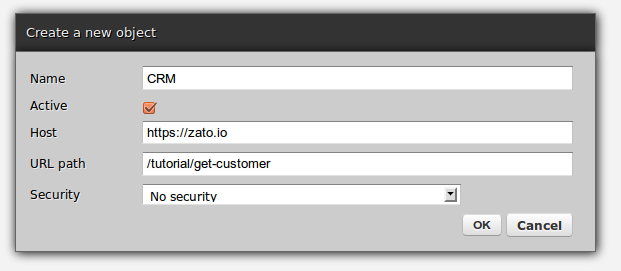 Create a new object
Name CRM
Active
Host https://zato.io
URL path /tutorial/get-customer
Security No security
OK Cancel